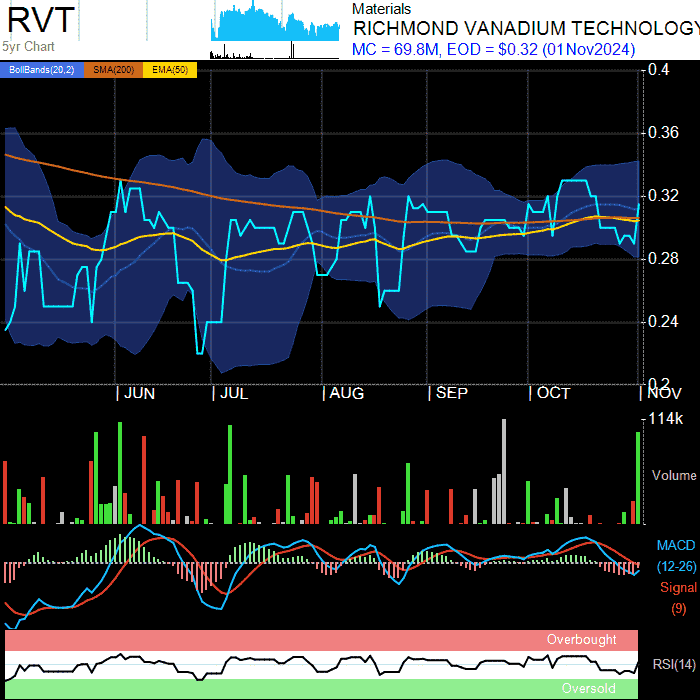 RVT
5yr Chart
Materials
RICHMOND VANADIUM TECHNOLOGY
MC = 69.8M, EOD = $0.32 (01Nov2024)
BollBands(20,2) SMA(200) EMA(50)
0.4
0.36
0.32
0.28
0.24
0.2
JUN JUL AUG SEP OCT NOV
114k
Volume
MACD
(12-26)
Signal
(9)
Overbought
RSI(14)
Oversold